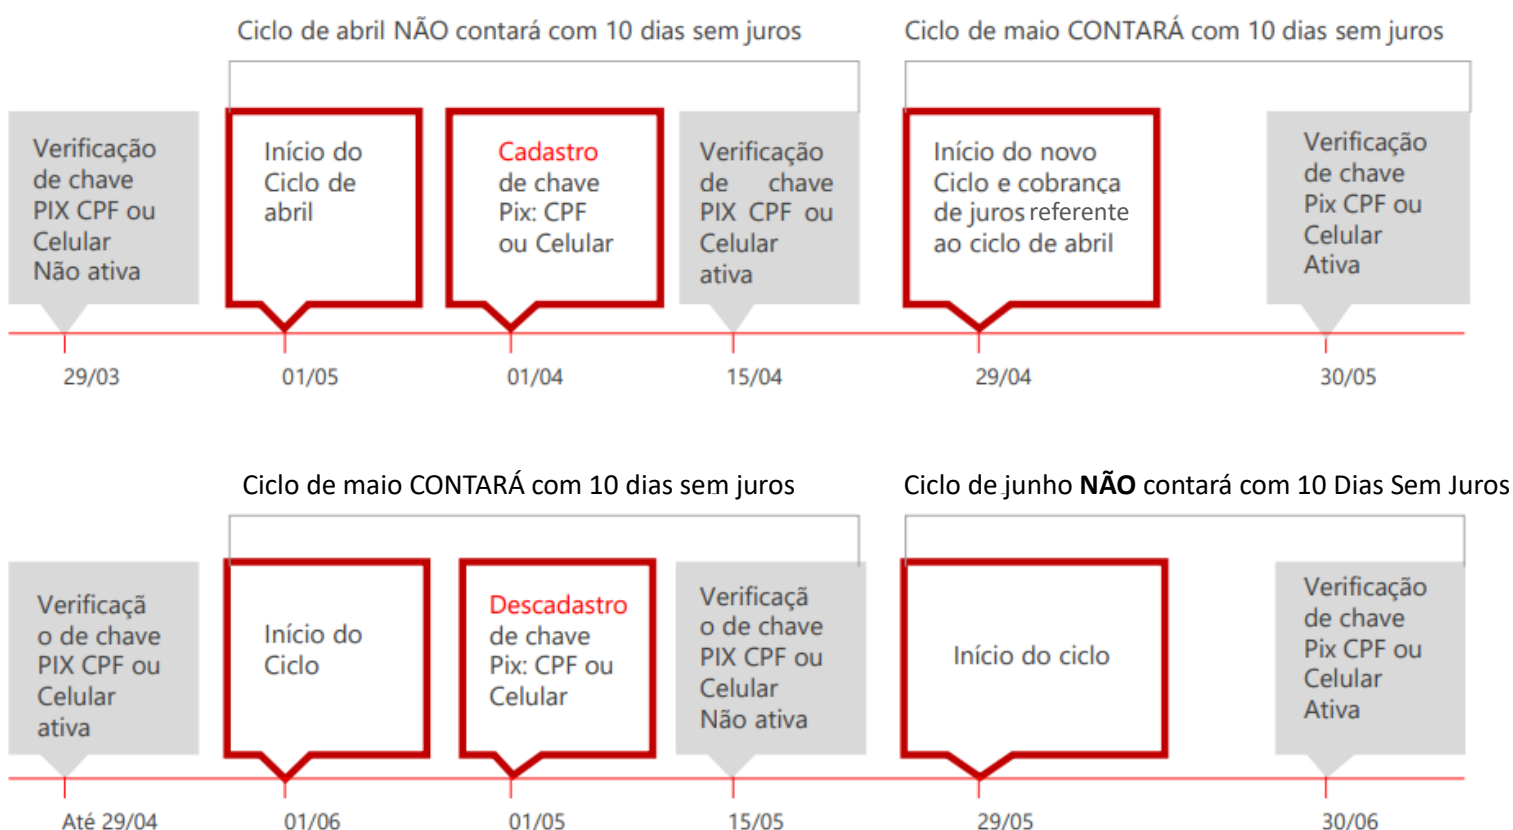 Ciclo de abril NÃO contará com 10 dias sem juros
Ciclo de maio CONTARÁ com 10 dias sem juros
Verificação
de chave
PIX CPF ou
Celular
Não ativa
Início do
Ciclo de
abril
Cadastro
de chave
Pix: CPF
ou Celular
Verificação
de chave
PIX CPF ou
Celular
ativa
Início do novo
Ciclo e cobrança
de juros referente
ao ciclo de abril
Verificação
de chave
Pix CPF ou
Celular
Ativa
29/03
01/05
01/04
15/04
29/04
30/05
Ciclo de maio CONTARÁ com 10 dias sem juros
Ciclo de junho NÃO contará com 10 Dias Sem Juros
Verificaçã
o de chave
PIX CPF ou
Celular
ativa
Início do
Ciclo
Descadastro
de chave
Pix: CPF ou
Celular
Verificaçã
o de chave
PIX CPF ou
Celular
Não ativa
Início do ciclo
Verificação
de chave
Pix CPF ou
Celular
Ativa
Até 29/04
01/06
01/05
15/05
29/05
30/06